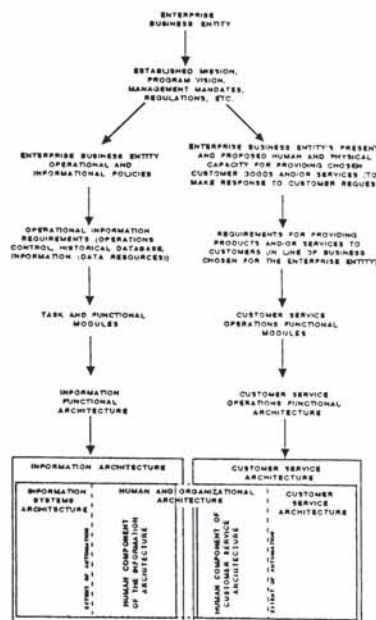 ENTERPRISE
BUSINESS ENTITY
ESTABLISHED MISSION,
PROGRAM VISION,
MANAGEMENT MANDATES,
REGULATIONS, ETC.
ENTERPRISE BUSINESS ENTITY
OPERATIONAL AND
INFORMATIONAL POLICIES
OPERATIONAL INFORMATION
REQUIREMENTS (OPERATIONS
CONTROL, HISTORICAL DATABASE,
INFORMATION (DATA RESOURCES))
TASK AND FUNCTIONAL
MODULES
INFORMATION
FUNCTIONAL
ARCHITECTURE
ENTERPRISE BUSINESS ENTITY'S PRESENT
AND PROPOSED HUMAN AND PHYSICAL
CAPACITY FOR PROVIDING CHOSEN
CUSTOMER GOODS AND/OR SERVICES (TO
MAKE RESPONSE TO CUSTOMER REQUEST
REQUIREMENTS FOR PROVIDING
PRODUCTS AND/OR SERVICES TO
CUSTOMERS (IN LINE OF BUSINESS
CHOSEN FOR THE ENTERPRISE ENTITY)
CUSTOMER SERVICE
OPERATIONS FUNCTIONAL
MODULES
CUSTOMER SERVICE
OPERATIONS FUNCTIONAL
ARCHITECTURE
INFORMATION ARCHITECTURE
CUSTOMER SERVICE
ARCHITECTURE
INFORMATION
SYSTEMS
ARCHITECTURE
HUMAN AND ORGANIZATIONAL
ARCHITECTURE
CUSTOMER
SERVICE
ARCHITECTURE
EXTENT OF AUTOMATION
HUMAN COMPONENT
OF THE INFORMATION
ARCHITECTURE
HUMAN COMPONENT OF
CUSTOMER SERVICE
ARCHITECTURE
EXTENT OF AUTOMATION